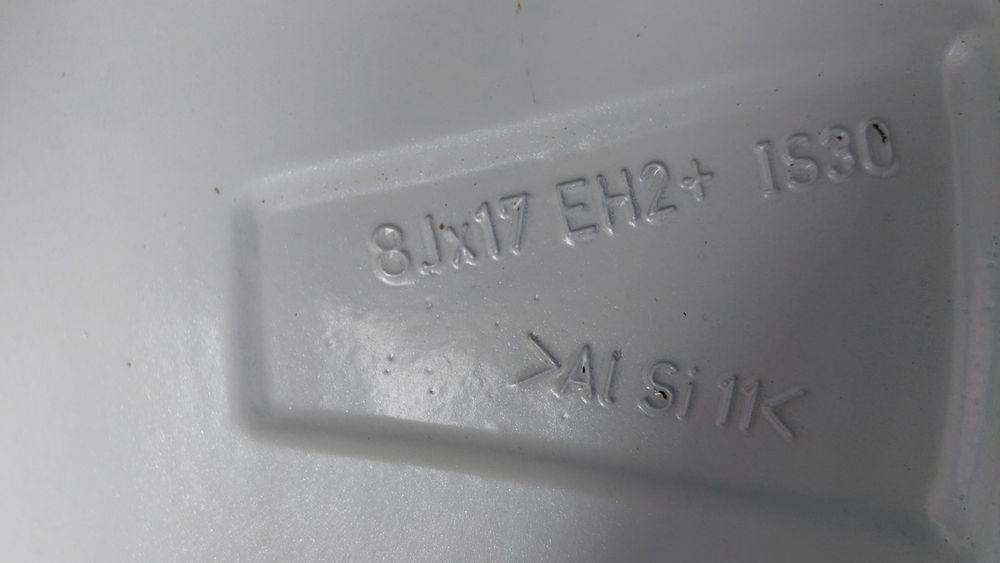 8Jx17 EH2+ IS30
>Al Si 11<